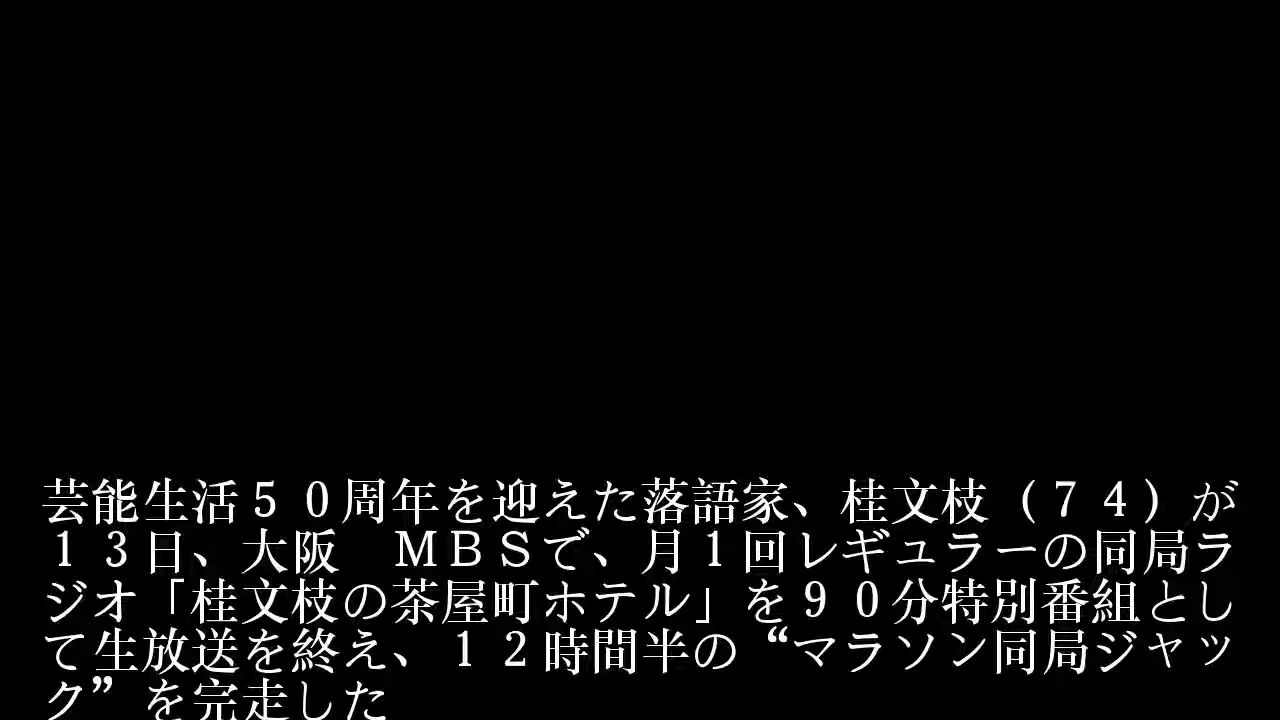 芸能生活５０周年を迎えた落語家、桂文枝（７４）が
１３日、大阪　ＭＢＳで、月１回レギュラーの同局ラ
ジオ「桂文枝の茶屋町ホテル」を９０分特別番組とし
て生放送を終え、１２時間半の“マラソン同局ジャッ
ク”を完走した